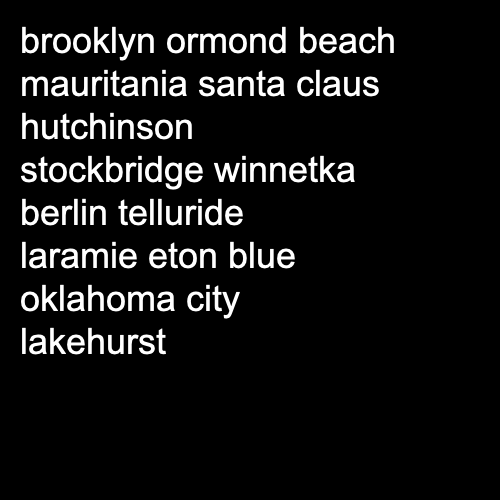 brooklyn ormond beach
mauritania santa claus
hutchinson
stockbridge winnetka
berlin telluride
laramie eton blue
oklahoma city
lakehurst